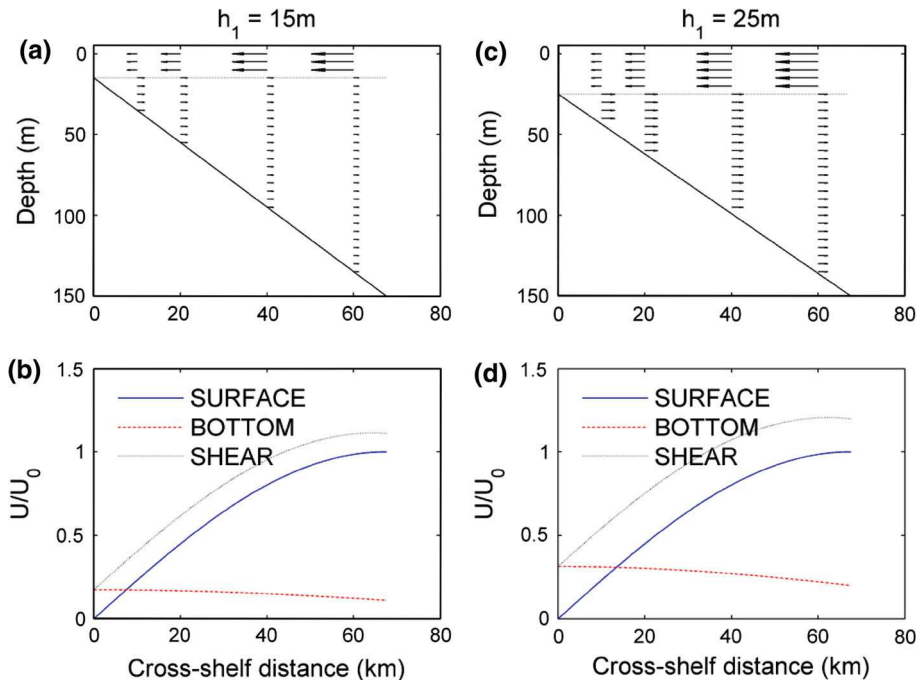 h₁ = 15m
(a)
0
50
100
150
Depth (m)
0 20 40 60 80
h₁ = 25m
(c)
0
50
100
150
Depth (m)
0 20 40 60 80
(b)
1.5
1
0.5
0
U/U₀
SURFACE
BOTTOM
SHEAR
0 20 40 60 80
Cross-shelf distance (km)
(d)
1.5
1
0.5
0
U/U₀
SURFACE
BOTTOM
SHEAR
0 20 40 60 80
Cross-shelf distance (km)